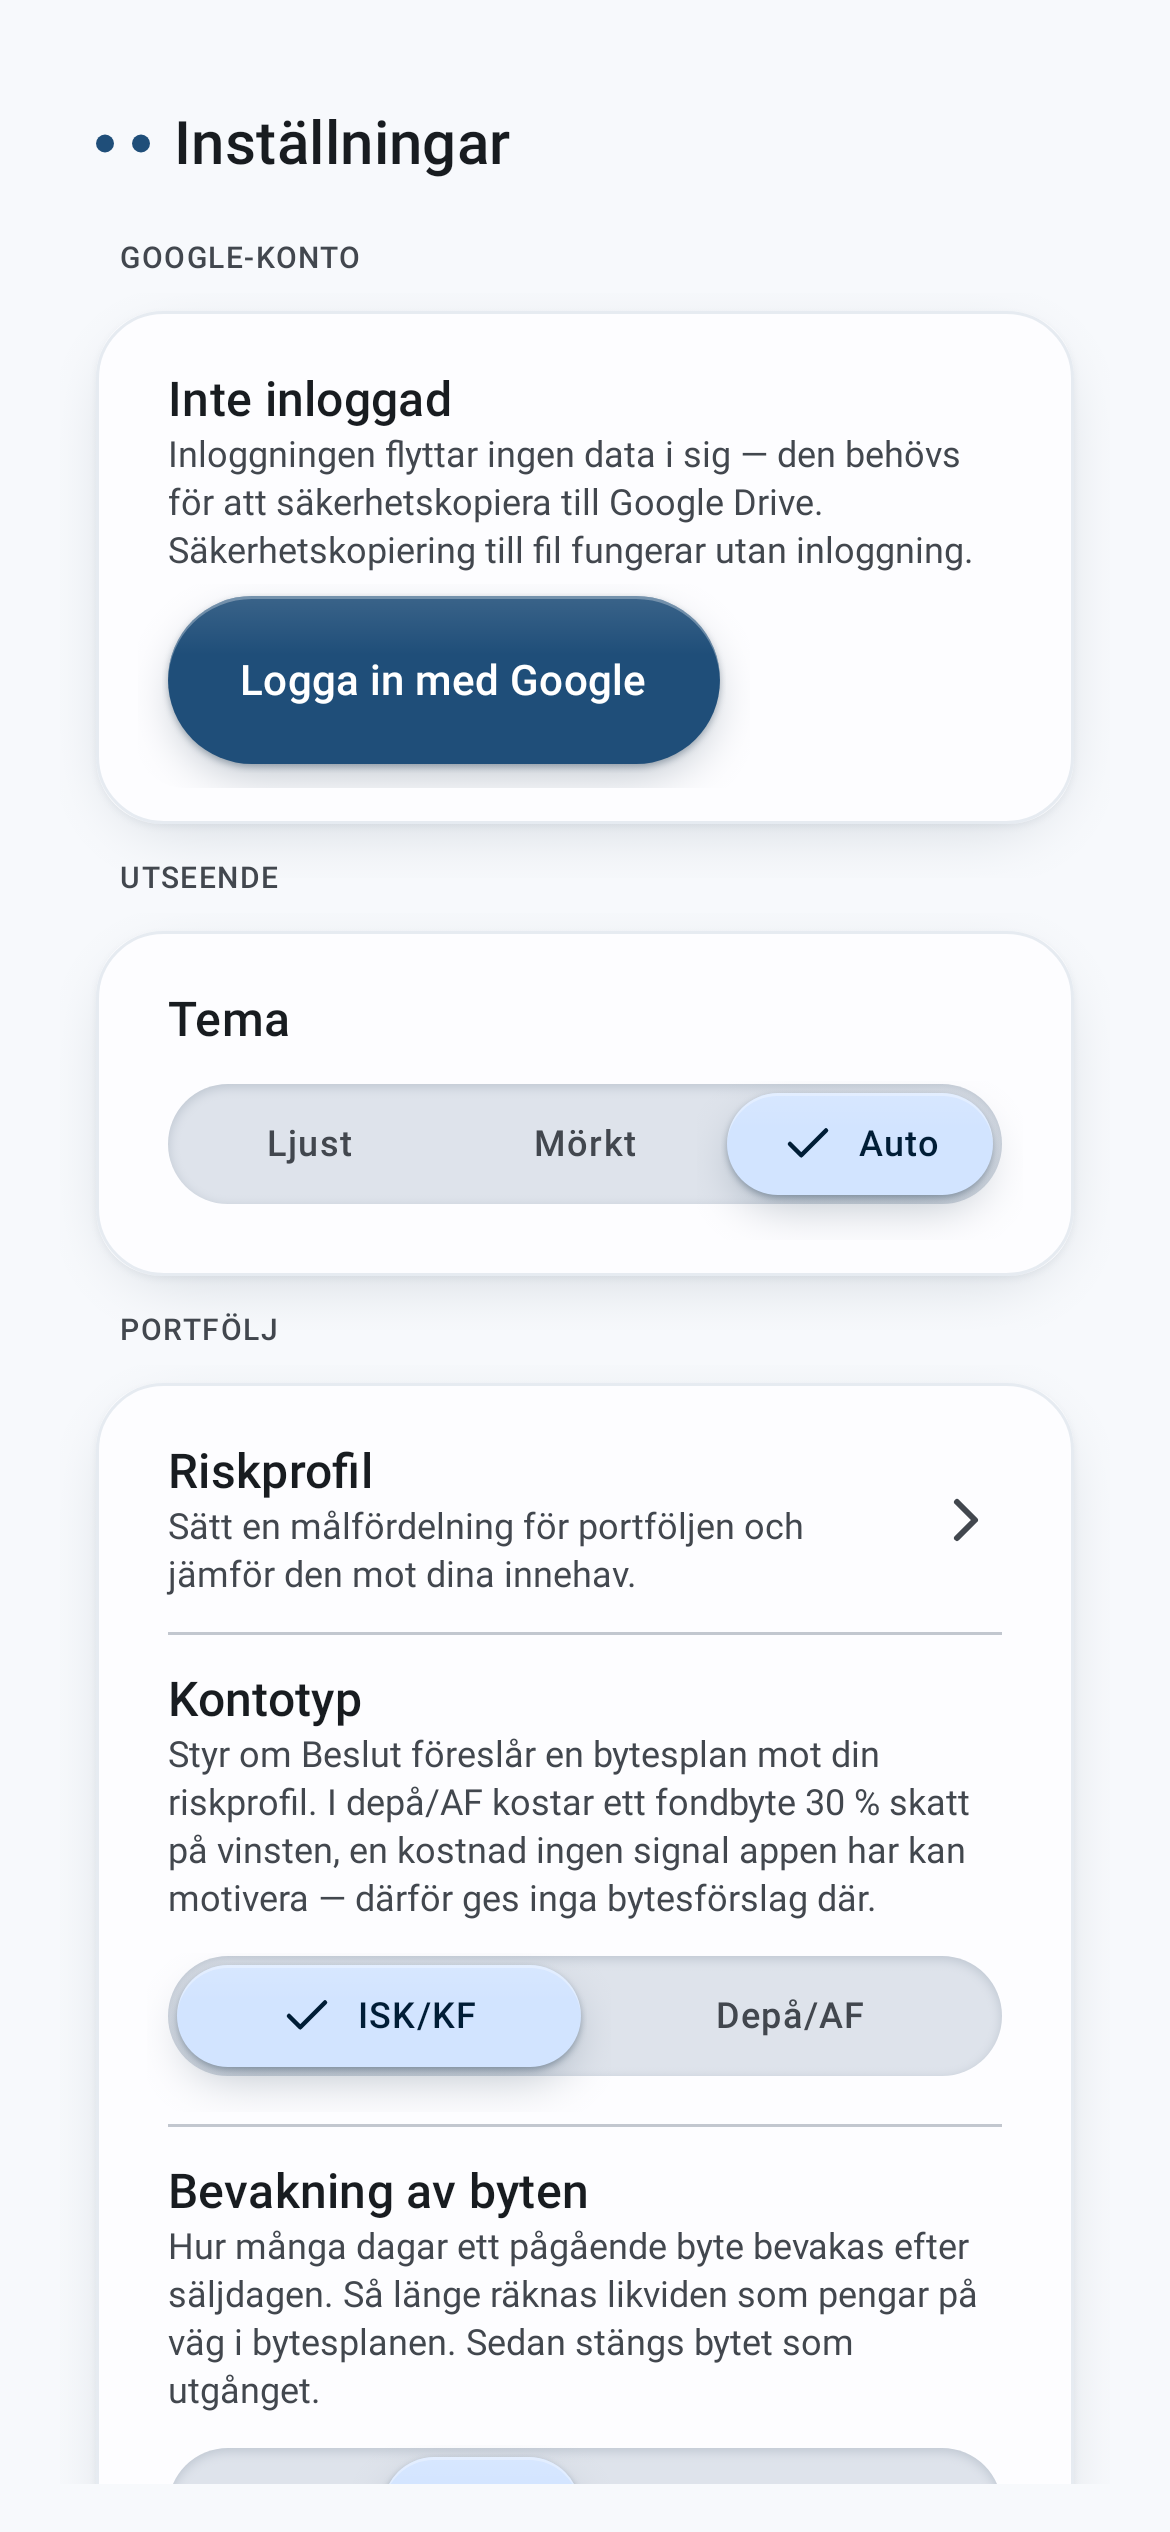 Inställningar
GOOGLE-KONTO
Inte inloggad
Inloggningen flyttar ingen data i sig — den behövs
för att säkerhetskopiera till Google Drive.
Säkerhetskopiering till fil fungerar utan inloggning.
Logga in med Google
UTSEENDE
Tema
Ljust
Mörkt
Auto
PORTFÖLJ
Riskprofil
Sätt en målfördelning för portföljen och
jämför den mot dina innehav.
Kontotyp
Styr om Beslut föreslår en bytesplan mot din
riskprofil. I depå/AF kostar ett fondbyte 30 % skatt
på vinsten, en kostnad ingen signal appen har kan
motivera — därför ges inga bytesförslag där.
ISK/KF
Depå/AF
Bevakning av byten
Hur många dagar ett pågående byte bevakas efter
säljdagen. Så länge räknas likviden som pengar på
väg i bytesplanen. Sedan stängs bytet som
utgånget.